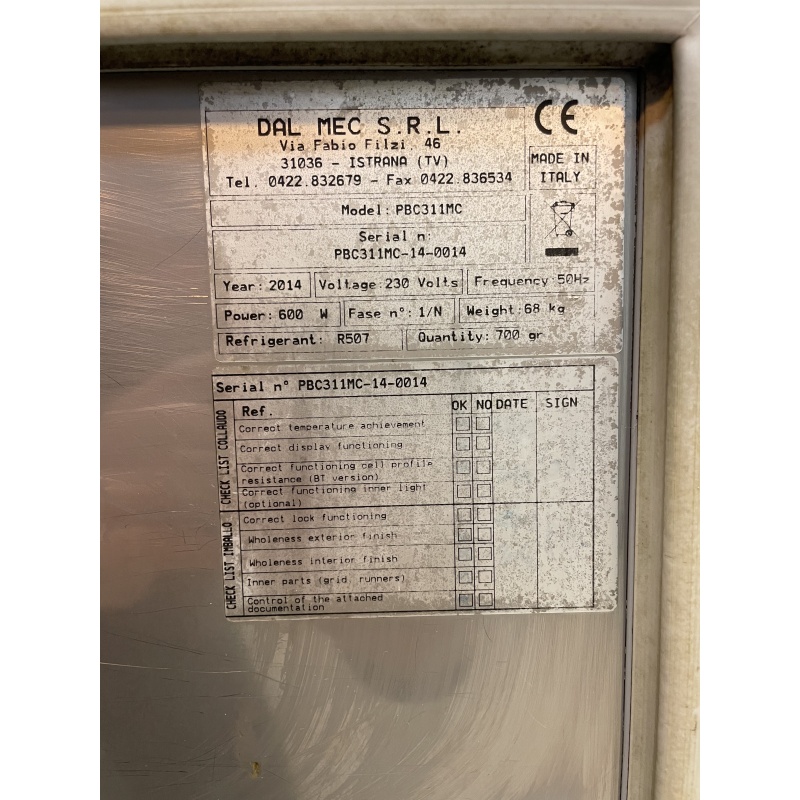 DAL MEC S.R.L.
Via Fabio Filzi. 46
31036 - ISTRANA (TV)
Tel. 0422.832679 - Fax 0422.836534
CE
MADE IN
ITALY
Model: PBC311MC
Serial n:
PBC311MC-14-0014
Year: 2014 Voltage:230 Volts Frequency:50Hz
Power: 600 W Fase n°: 1/N Weight:68 kg
Refrigerant: R507 Quantity: 700 gr
Serial n° PBC311MC-14-0014
CHECK LIST COLLAUDO
Ref. OK NO DATE SIGN
Correct temperature achievement
Correct display functioning
Correct functioning cell profile
resistance (BT version)
Correct functioning inner light
(optional)
CHECK LIST IMBALLO
Correct lock functioning
Wholeness exterior finish
Wholeness interior finish
Inner parts (grid runners)
Control of the attached
documentation